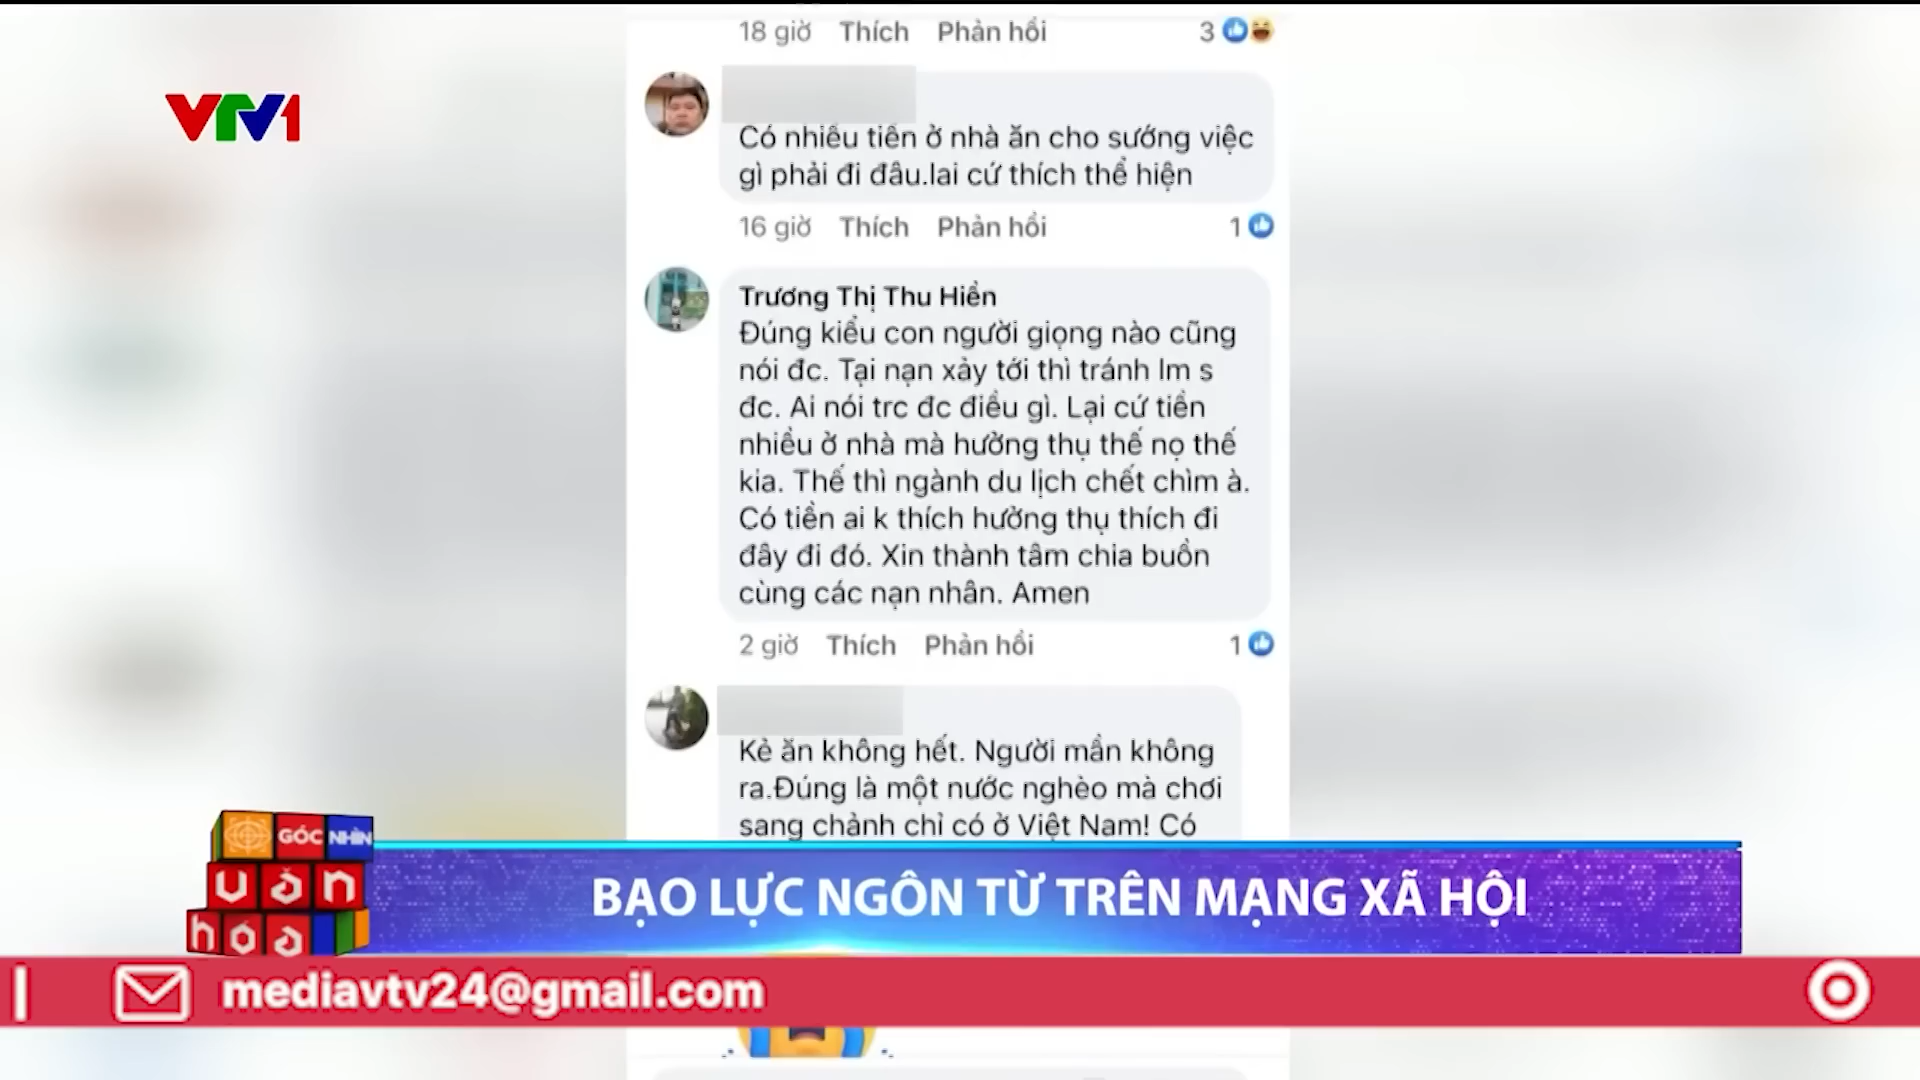 18 giờ Thích Phản hồi 3
VTV1
Có nhiều tiền ở nhà ăn cho sướng việc
gì phải đi đâu.lai cứ thích thể hiện
16 giờ Thích Phản hồi 1
Trương Thị Thu Hiền
Đúng kiểu con người giọng nào cũng
nói đc. Tại nạn xảy tới thì tránh lm s
đc. Ai nói trc đc điều gì. Lại cứ tiền
nhiều ở nhà mà hưởng thụ thế nọ thế
kia. Thế thì ngành du lịch chết chìm à.
Có tiền ai k thích hưởng thụ thích đi
đây đi đó. Xin thành tâm chia buồn
cùng các nạn nhân. Amen
2 giờ Thích Phản hồi 1
Kẻ ăn không hết. Người mần không
ra.Đúng là một nước nghèo mà chơi
sang chảnh chỉ có ở Việt Nam! Có
GÓC NHÌN
văn
hóa
BẠO LỰC NGÔN TỪ TRÊN MẠNG XÃ HỘI
mediavtv24@gmail.com